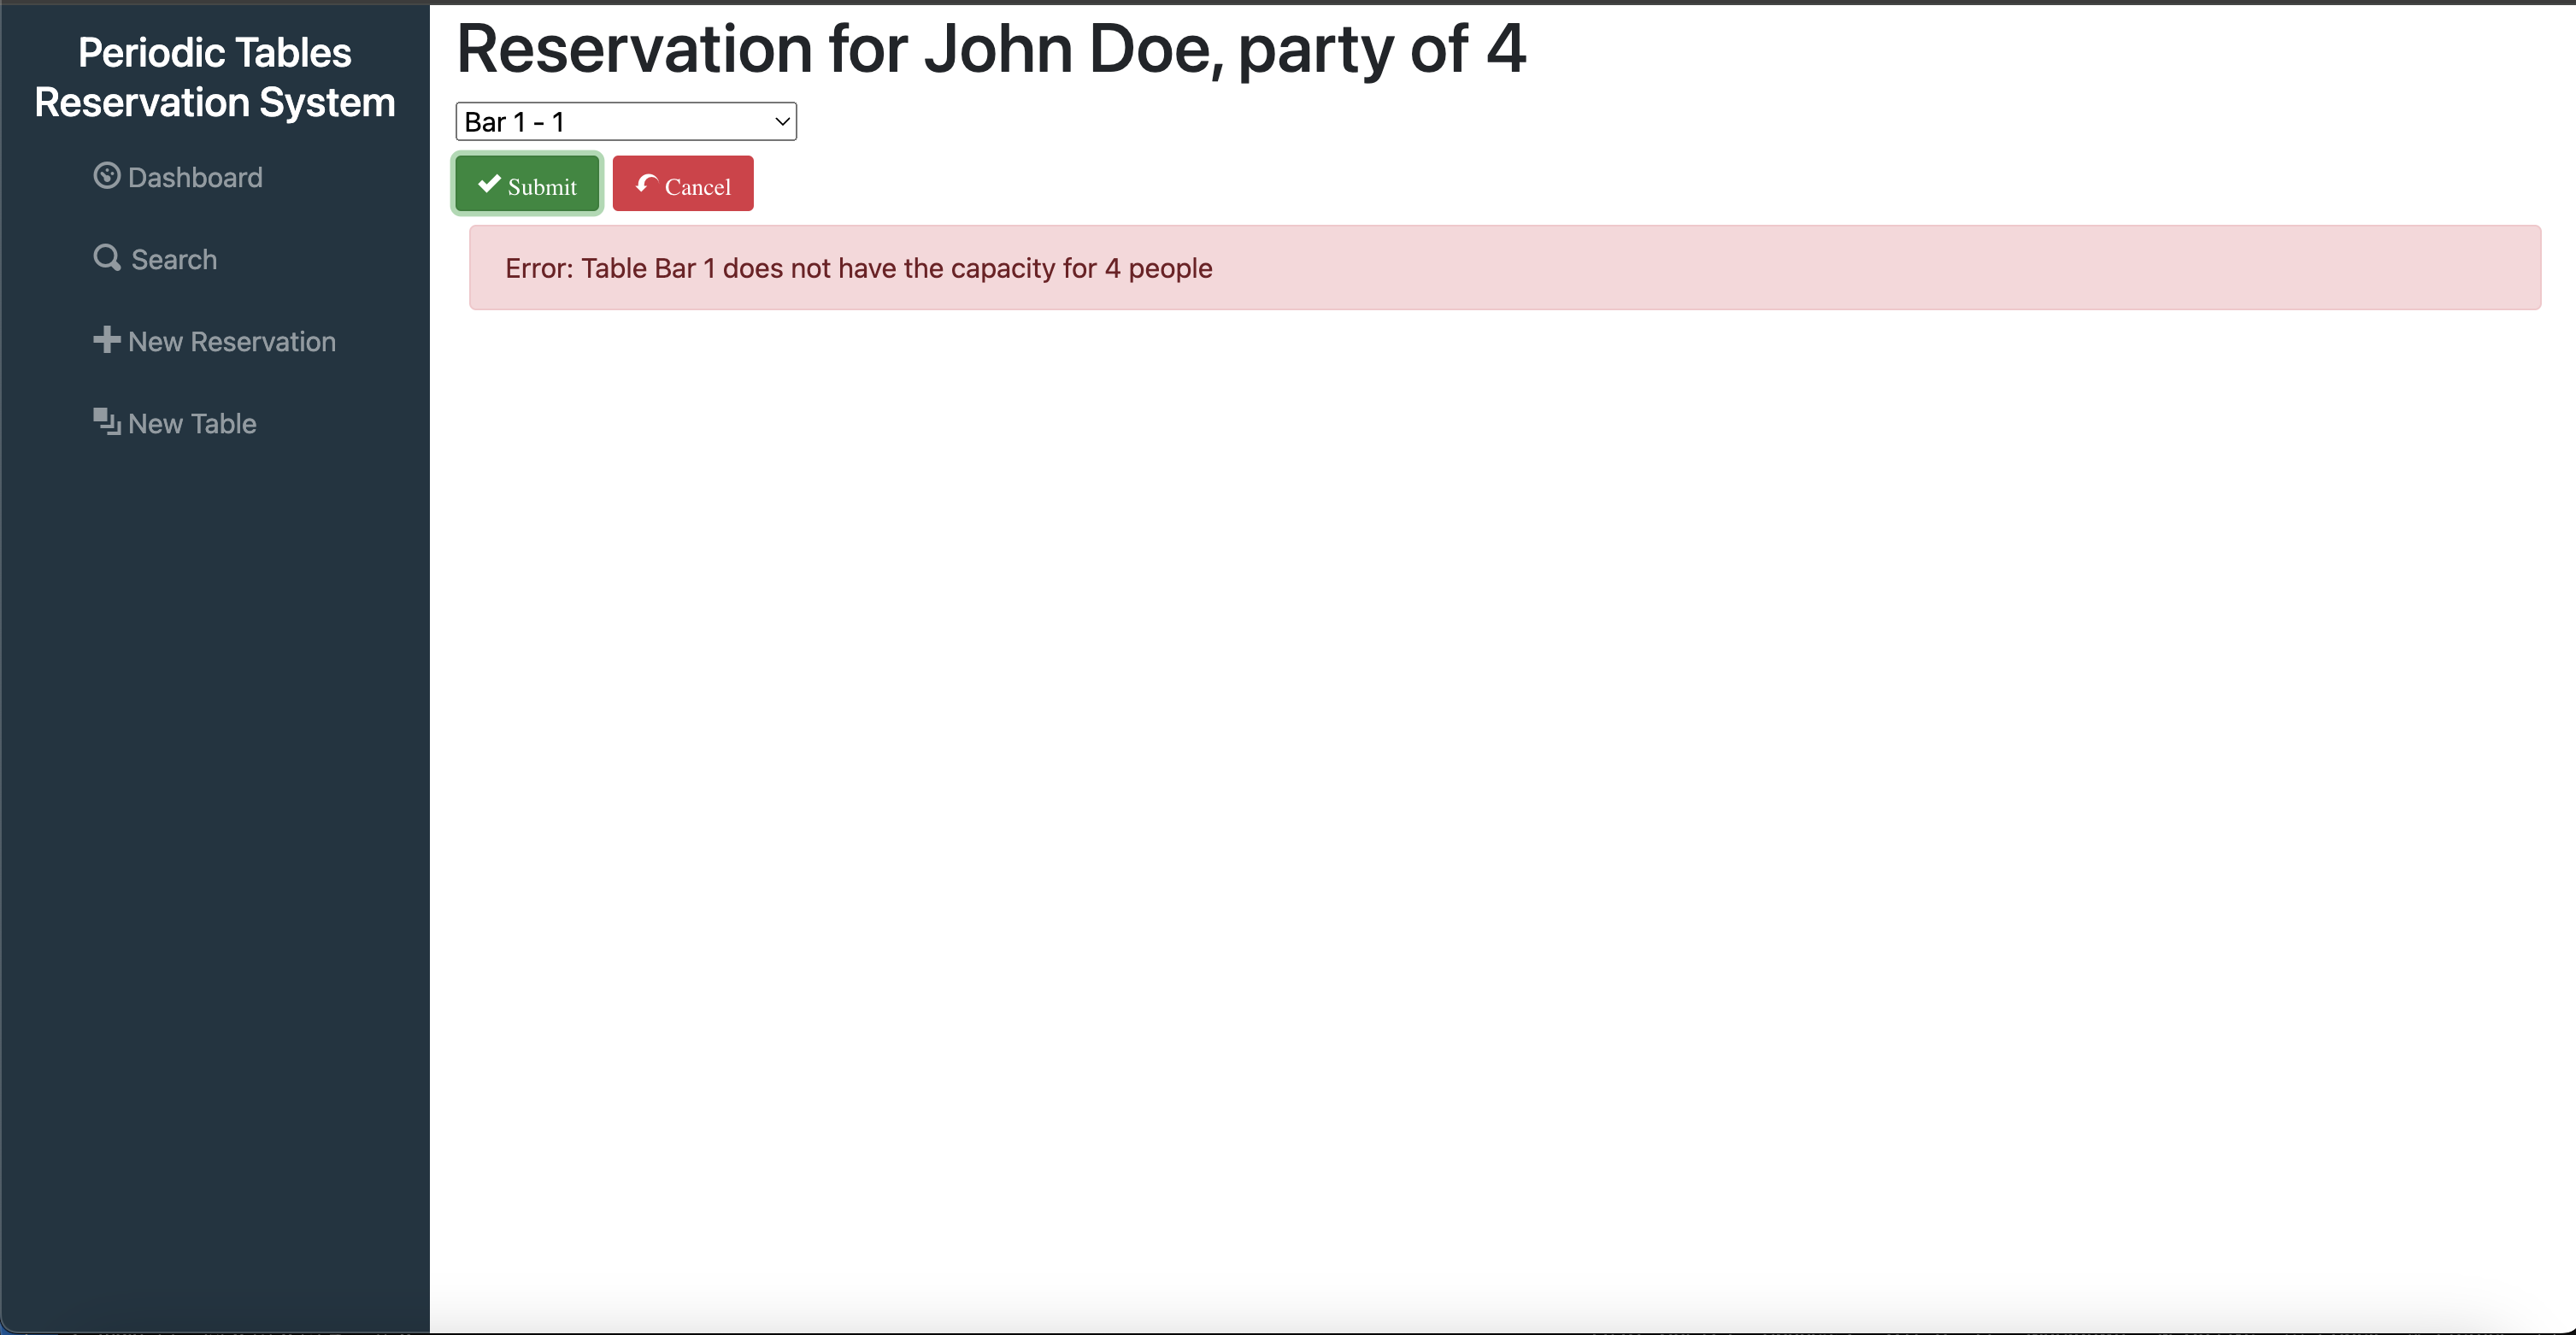 Periodic Tables
Reservation System
Dashboard
Search
New Reservation
New Table
Reservation for John Doe, party of 4
Bar 1 - 1
Submit
Cancel
Error: Table Bar 1 does not have the capacity for 4 people